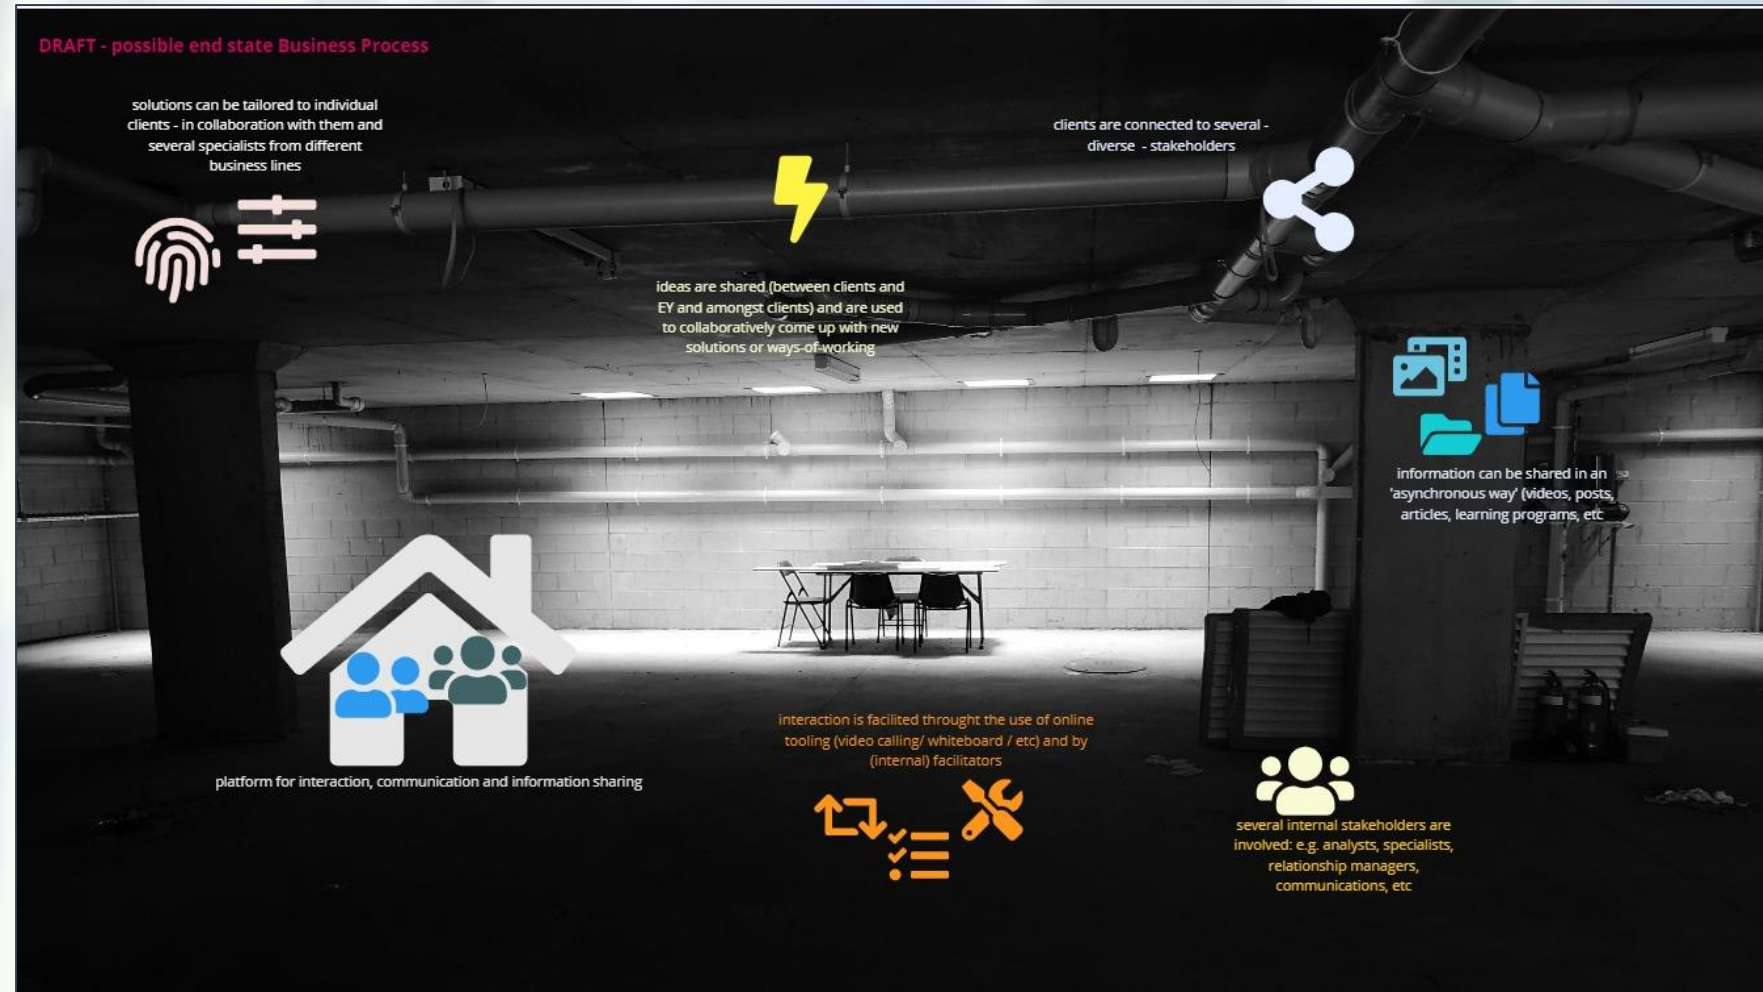 DRAFT - possible end state Business Process
solutions can be tailored to individual
clients - in collaboration with them and
several specialists from different
business lines
clients are connected to several -
diverse - stakeholders
ideas are shared (between clients and
EY and amongst clients) and are used
to collaboratively come up with new
solutions or ways-of-working
information can be shared in an
'asynchronous way' (videos, posts,
articles, learning programs, etc
platform for interaction, communication and information sharing
interaction is facilited throught the use of online
tooling (video calling/ whiteboard / etc) and by
(internal) facilitators
several internal stakeholders are
involved: e.g. analysts, specialists,
relationship managers,
communications, etc